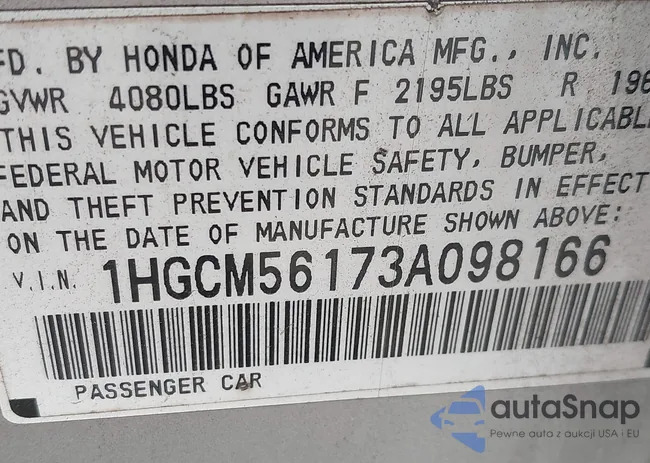 FD. BY HONDA OF AMERICA MFG., INC.
GVWR 4080LBS GAWR F 2195LBS R 196
THIS VEHICLE CONFORMS TO ALL APPLICABLE
FEDERAL MOTOR VEHICLE SAFETY, BUMPER,
AND THEFT PREVENTION STANDARDS IN EFFECT
ON THE DATE OF MANUFACTURE SHOWN ABOVE:
V.I.N. 1HGCM56173A098166
PASSENGER CAR
autaSnap
Pewne auta z aukcji USA i EU